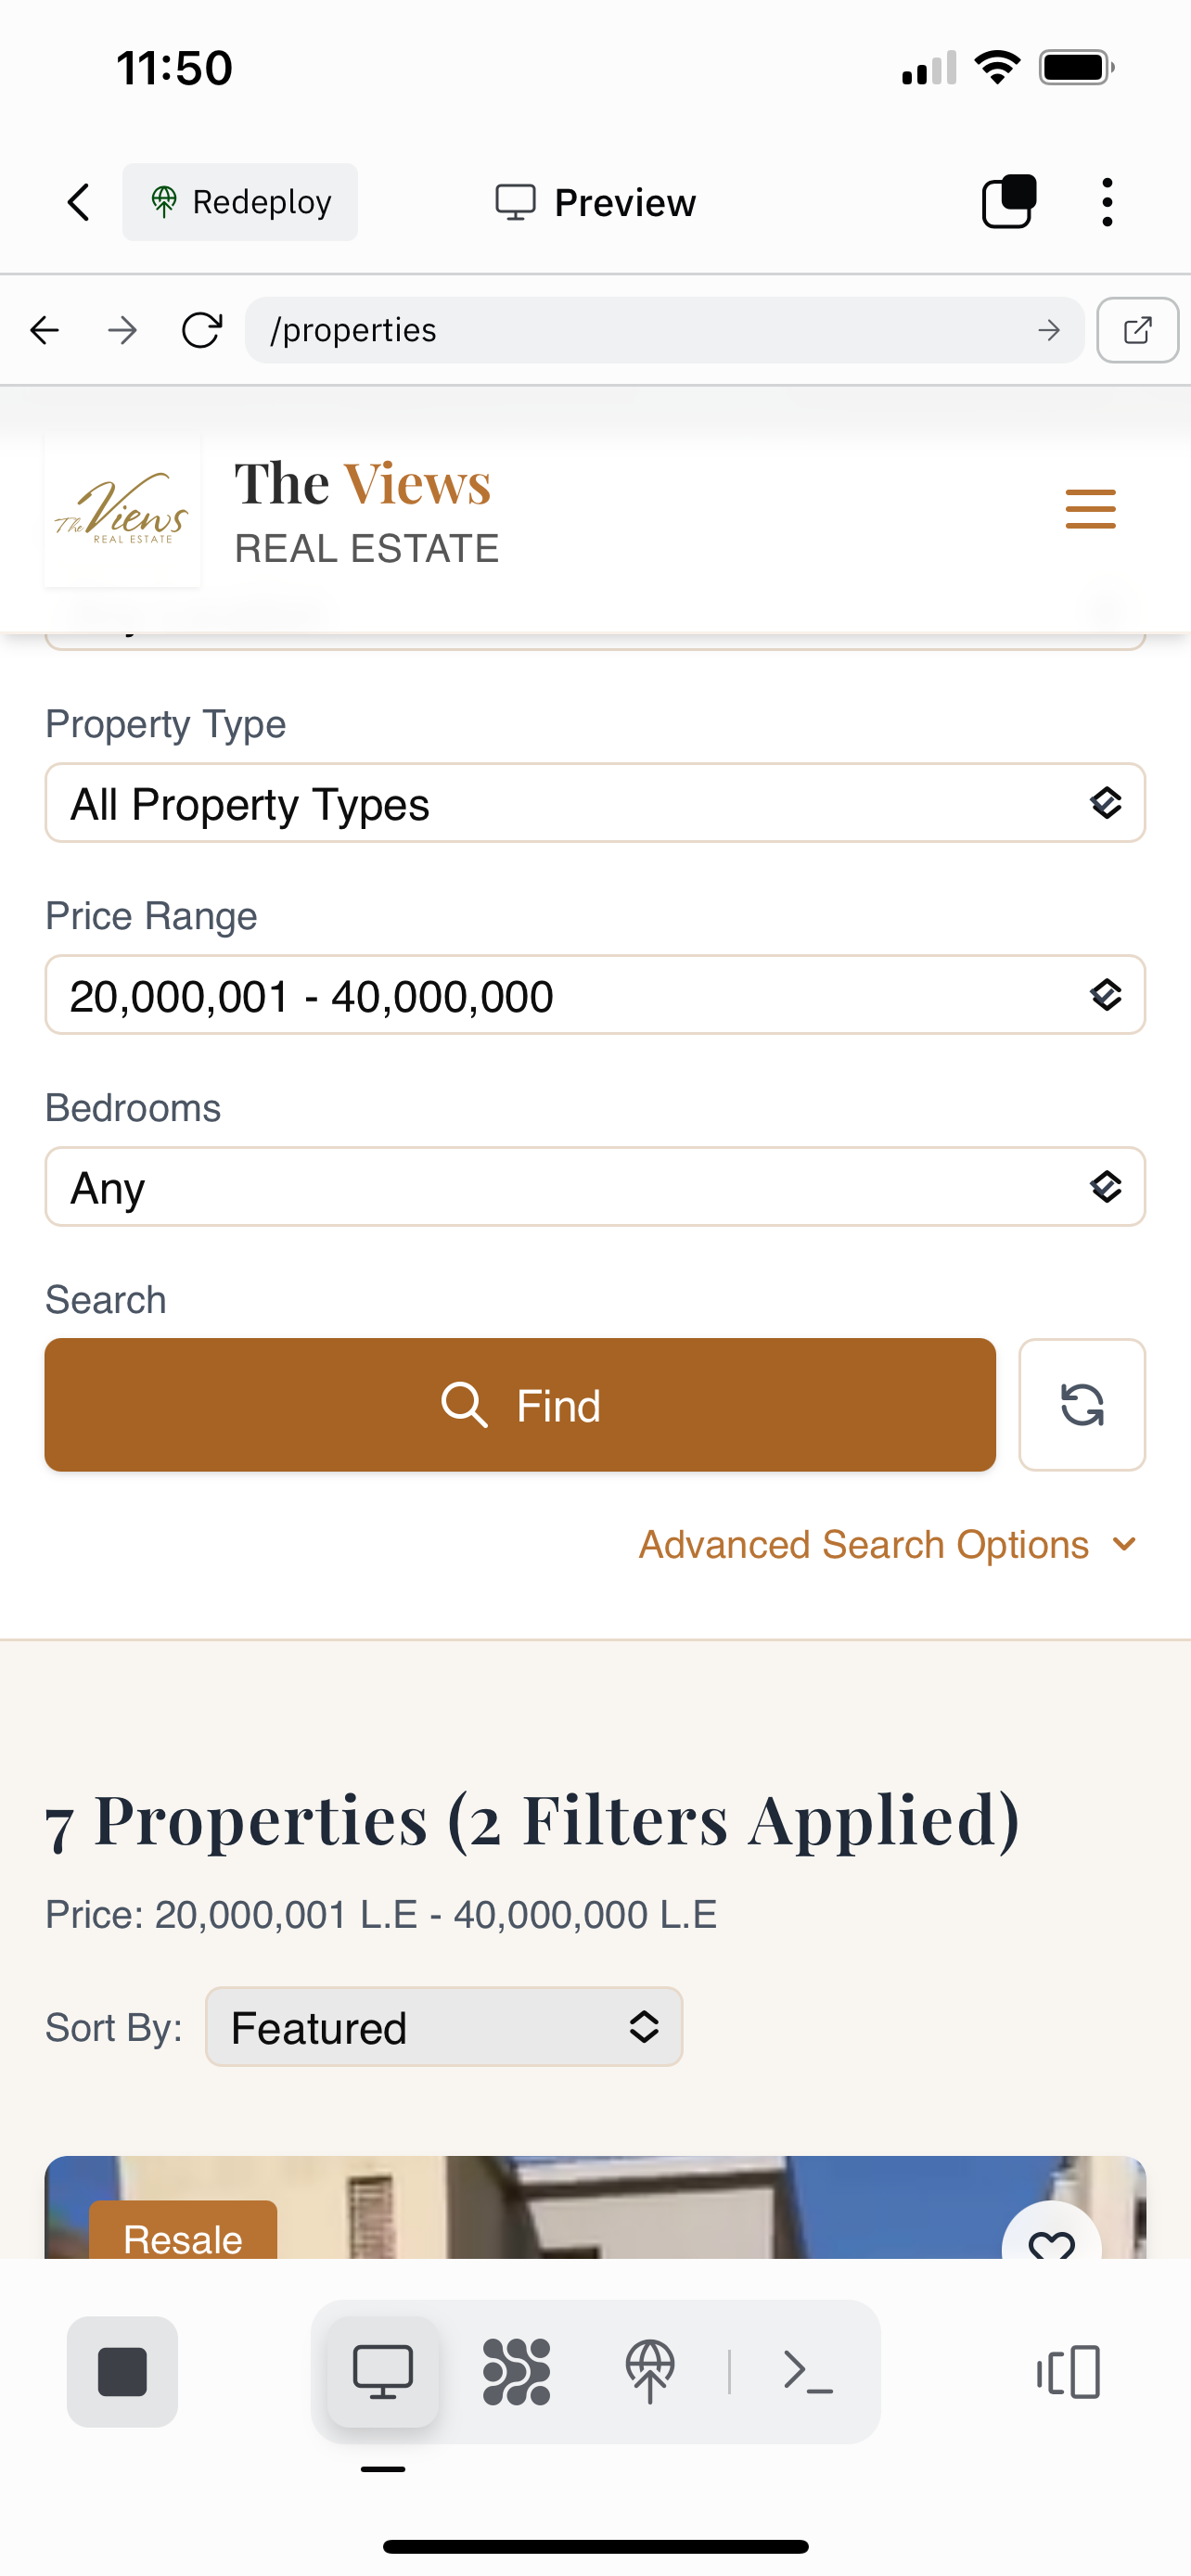 11:50
Redeploy
Preview
/properties
The Views
REAL ESTATE
The Views
REAL ESTATE
Property Type
All Property Types
Price Range
20,000,001 - 40,000,000
Bedrooms
Any
Search
Find
Advanced Search Options
7 Properties (2 Filters Applied)
Price: 20,000,001 L.E - 40,000,000 L.E
Sort By:
Featured
Resale